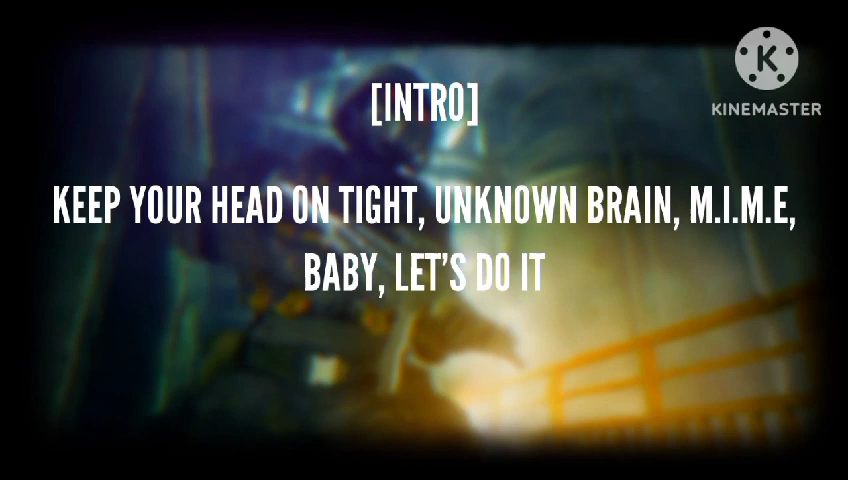 [INTRO]
KINEMASTER
KEEP YOUR HEAD ON TIGHT, UNKNOWN BRAIN, M.I.M.E,
BABY, LET'S DO IT